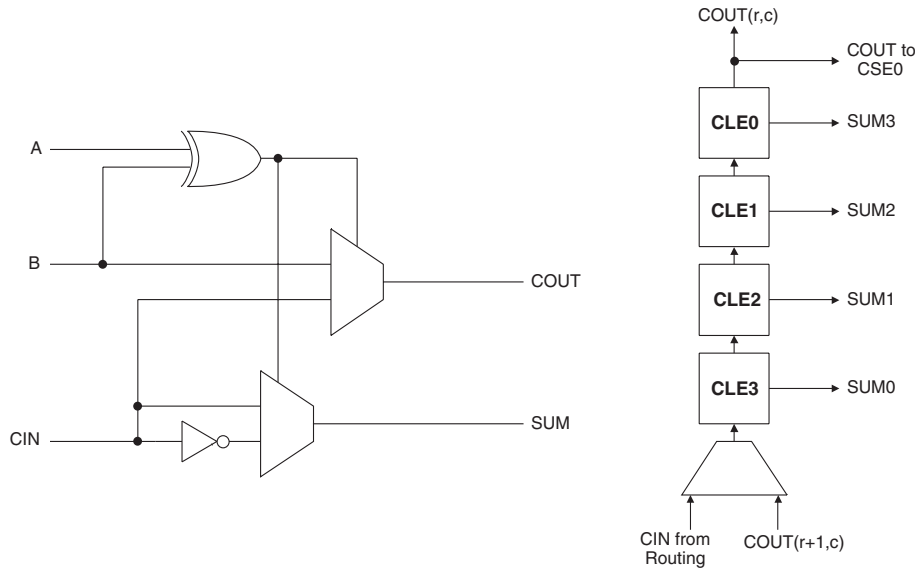 A
B
CIN
COUT
SUM
COUT(r,c)
COUT to
CSE0
CLE0
SUM3
CLE1
SUM2
CLE2
SUM1
CLE3
SUM0
CIN from
Routing
COUT(r+1,c)